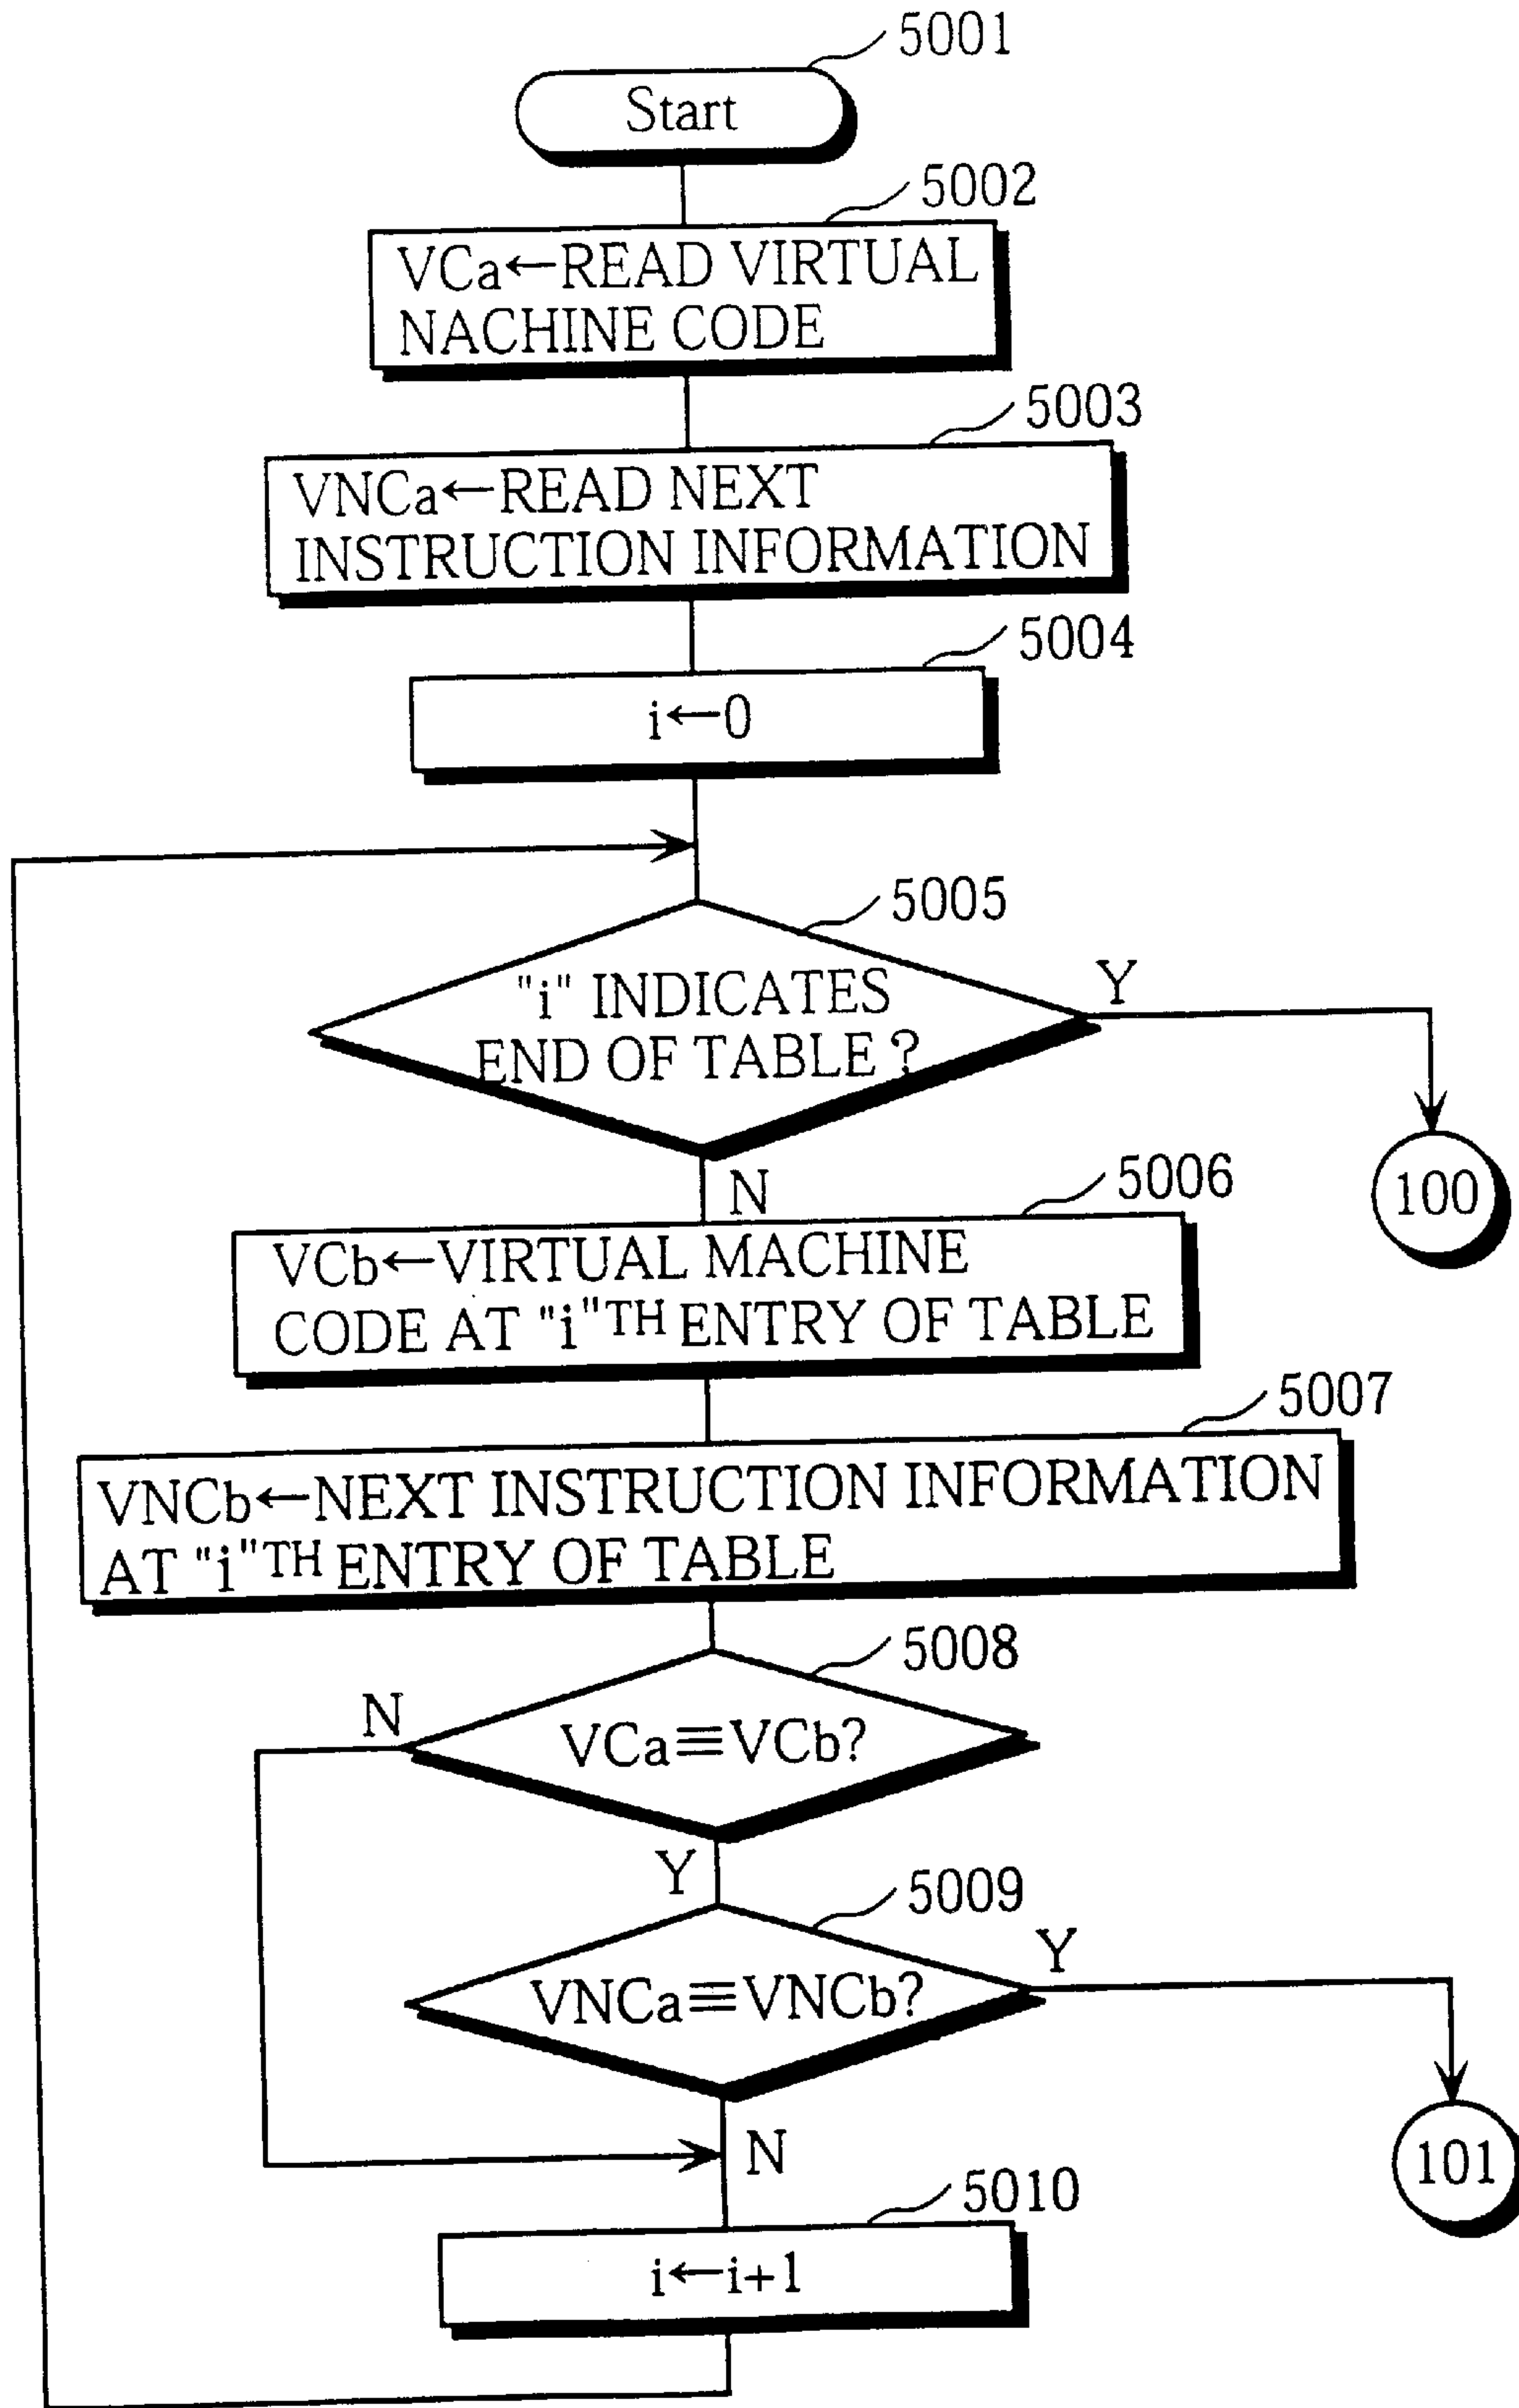 5001
Start
5002
VCa←READ VIRTUAL
NACHINE CODE
5003
VNCa←READ NEXT
INSTRUCTION INFORMATION
5004
i←0
5005
"i" INDICATES
END OF TABLE ?
Y
100
N
5006
VCb←VIRTUAL MACHINE
CODE AT "i"TH ENTRY OF TABLE
5007
VNCb←NEXT INSTRUCTION INFORMATION
AT "i"TH ENTRY OF TABLE
5008
N
VCa≡VCb?
Y
5009
VNCa≡VNCb?
Y
101
N
5010
i←i+1